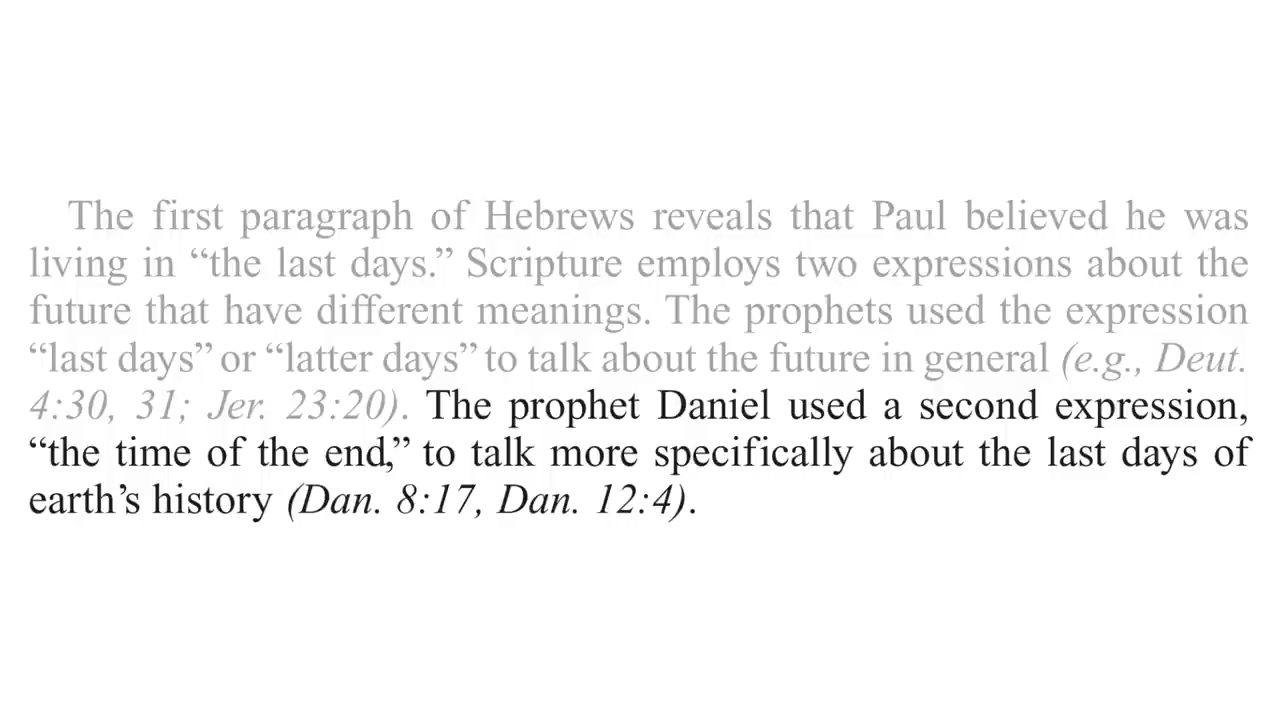 The first paragraph of Hebrews reveals that Paul believed he was
living in “the last days.” Scripture employs two expressions about the
future that have different meanings. The prophets used the expression
“last days” or “latter days” to talk about the future in general (e.g., Deut.
4:30, 31; Jer. 23:20). The prophet Daniel used a second expression,
“the time of the end,” to talk more specifically about the last days of
earth’s history (Dan. 8:17, Dan. 12:4).